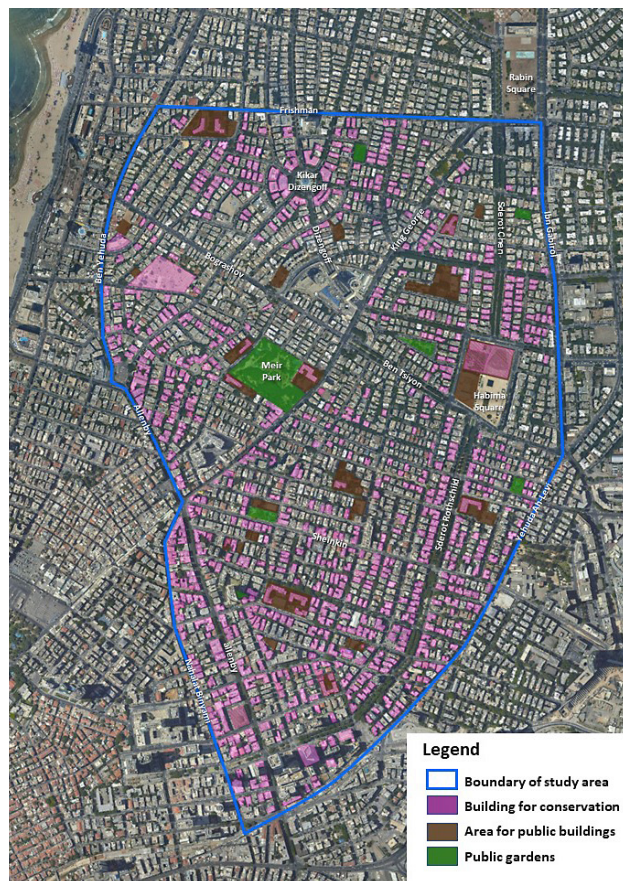 Rabin
Square
Frishman
Kikar
Dizengoff
Dizengoff
King George
Sderot Chen
Ibn Gabirol
Ben Yehuda
Bograshov
Meir
Park
Ben Tsiyon
Habima
Square
Allenby
Sderot Rothschild
Yehuda
Sheinkin
Allenby
Nahalat Binyamin
Legend
Boundary of study area
Building for conservation
Area for public buildings
Public gardens